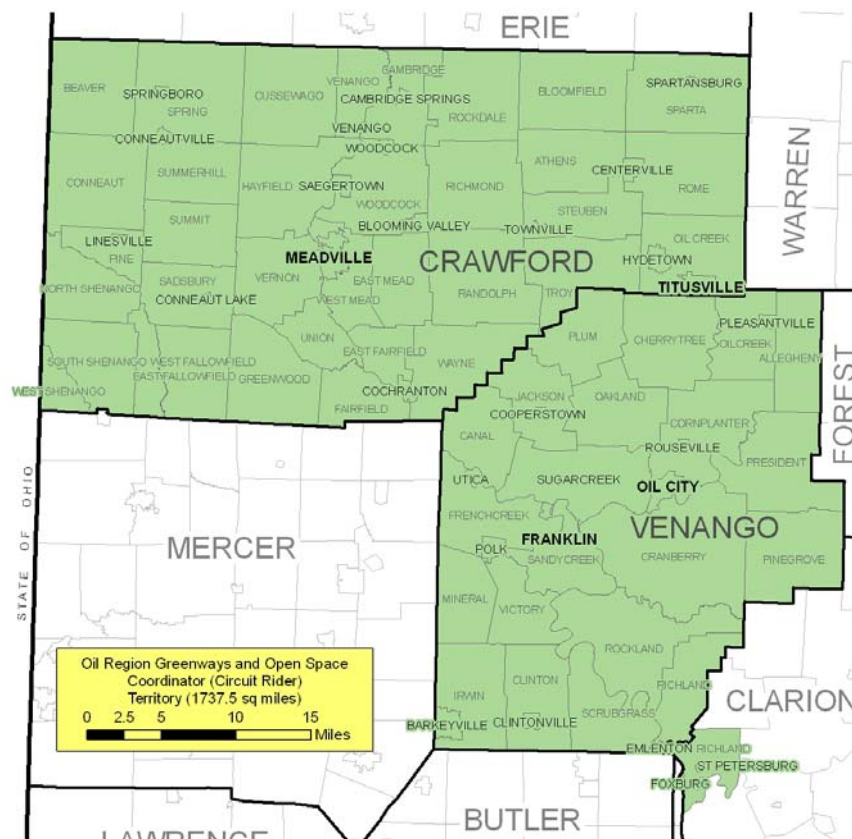 ERIE
CAMBRIDGE
BEAVER
SPRINGBORO
SPRING
CUSSEWAGO
VENANGO
CAMBRIDGE SPRINGS
BLOOMFIELD
SPARTANSBURG
SPARTA
ROCKDALE
CONNEAUTVILLE
VENANGO
WOODCOCK
WARREN
ATHENS
CENTERVILLE
CONNEAUT
SUMMERHILL
HAYFIELD
SAEGERTOWN
RICHMOND
ROME
WOODCOCK
STEUBEN
SUMMIT
BLOOMING VALLEY
TOWNVILLE
LINESVILLE
PINE
MEADVILLE
CRAWFORD
OIL CREEK
HYDETOWN
NORTH SHENANGO
SADSBURY
CONNEAUT LAKE
VERNON
EAST MEAD
WEST MEAD
RANDOLPH
TROY
TITUSVILLE
UNION
PLUM
CHERRYTREE
PLEASANTVILLE
OILCREEK
ALLEGHENY
SOUTH SHENANGO
WEST FALLOWFIELD
EAST FALLOWFIELD
GREENWOOD
EAST FAIRFIELD
WAYNE
WEST SHENANGO
COCHRANTON
FAIRFIELD
JACKSON
OAKLAND
COOPERSTOWN
CORNPLANTER
FOREST
CANAL
ROUSEVILLE
PRESIDENT
UTICA
SUGARCREEK
OIL CITY
STATE OF OHIO
MERCER
FRENCHCREEK
FRANKLIN
VENANGO
POLK
SANDYCREEK
CRANBERRY
PINEGROVE
MINERAL
VICTORY
ROCKLAND
Oil Region Greenways and Open Space
Coordinator (Circuit Rider)
Territory (1737.5 sq miles)
0 2.5 5 10 15
Miles
IRWIN
CLINTON
RICHLAND
CLARION
BARKEYVILLE
CLINTONVILLE
SCRUBGRASS
EMLENTON
RICHLAND
ST PETERSBURG
FOXBURG
BUTLER
LAWRENCE